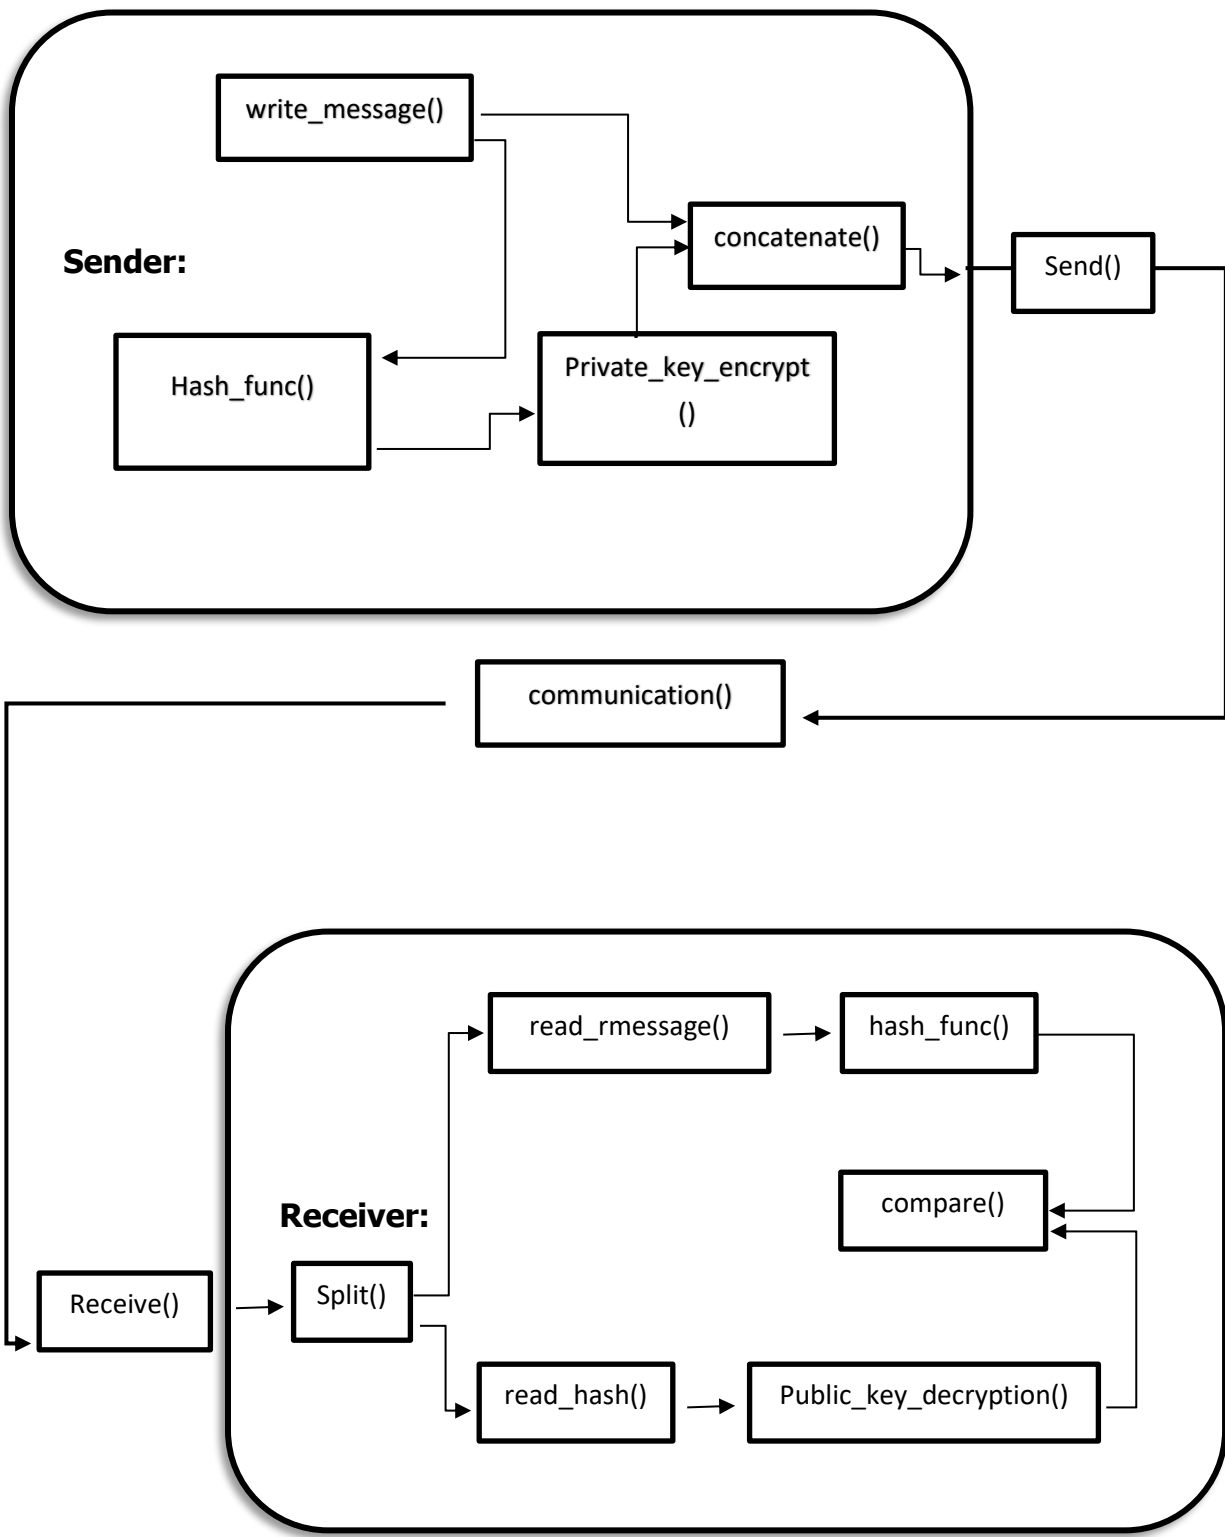 write_message()
concatenate()
Sender:
Send()
Hash_func()
Private_key_encrypt
()
communication()
read_rmessage()
hash_func()
compare()
Receiver:
Receive()
Split()
read_hash()
Public_key_decryption()